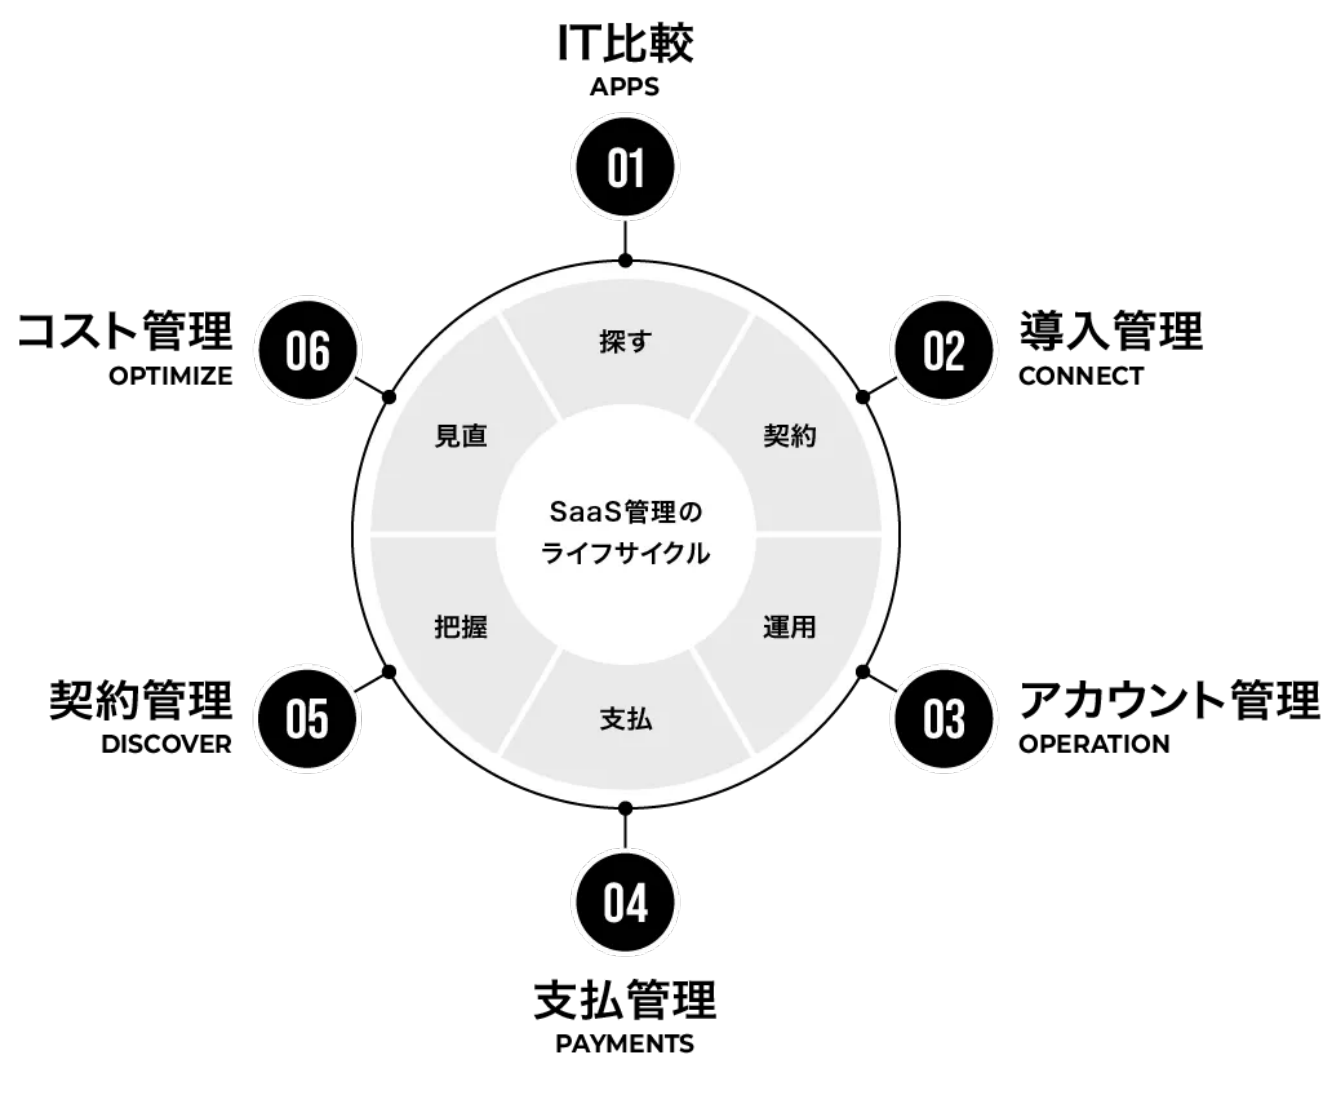 IT比較
APPS
01
02
導入管理
CONNECT
03
アカウント管理
OPERATION
04
支払管理
PAYMENTS
契約管理
DISCOVER
05
コスト管理
OPTIMIZE
06
探す
契約
運用
支払
把握
見直
SaaS管理の
ライフサイクル